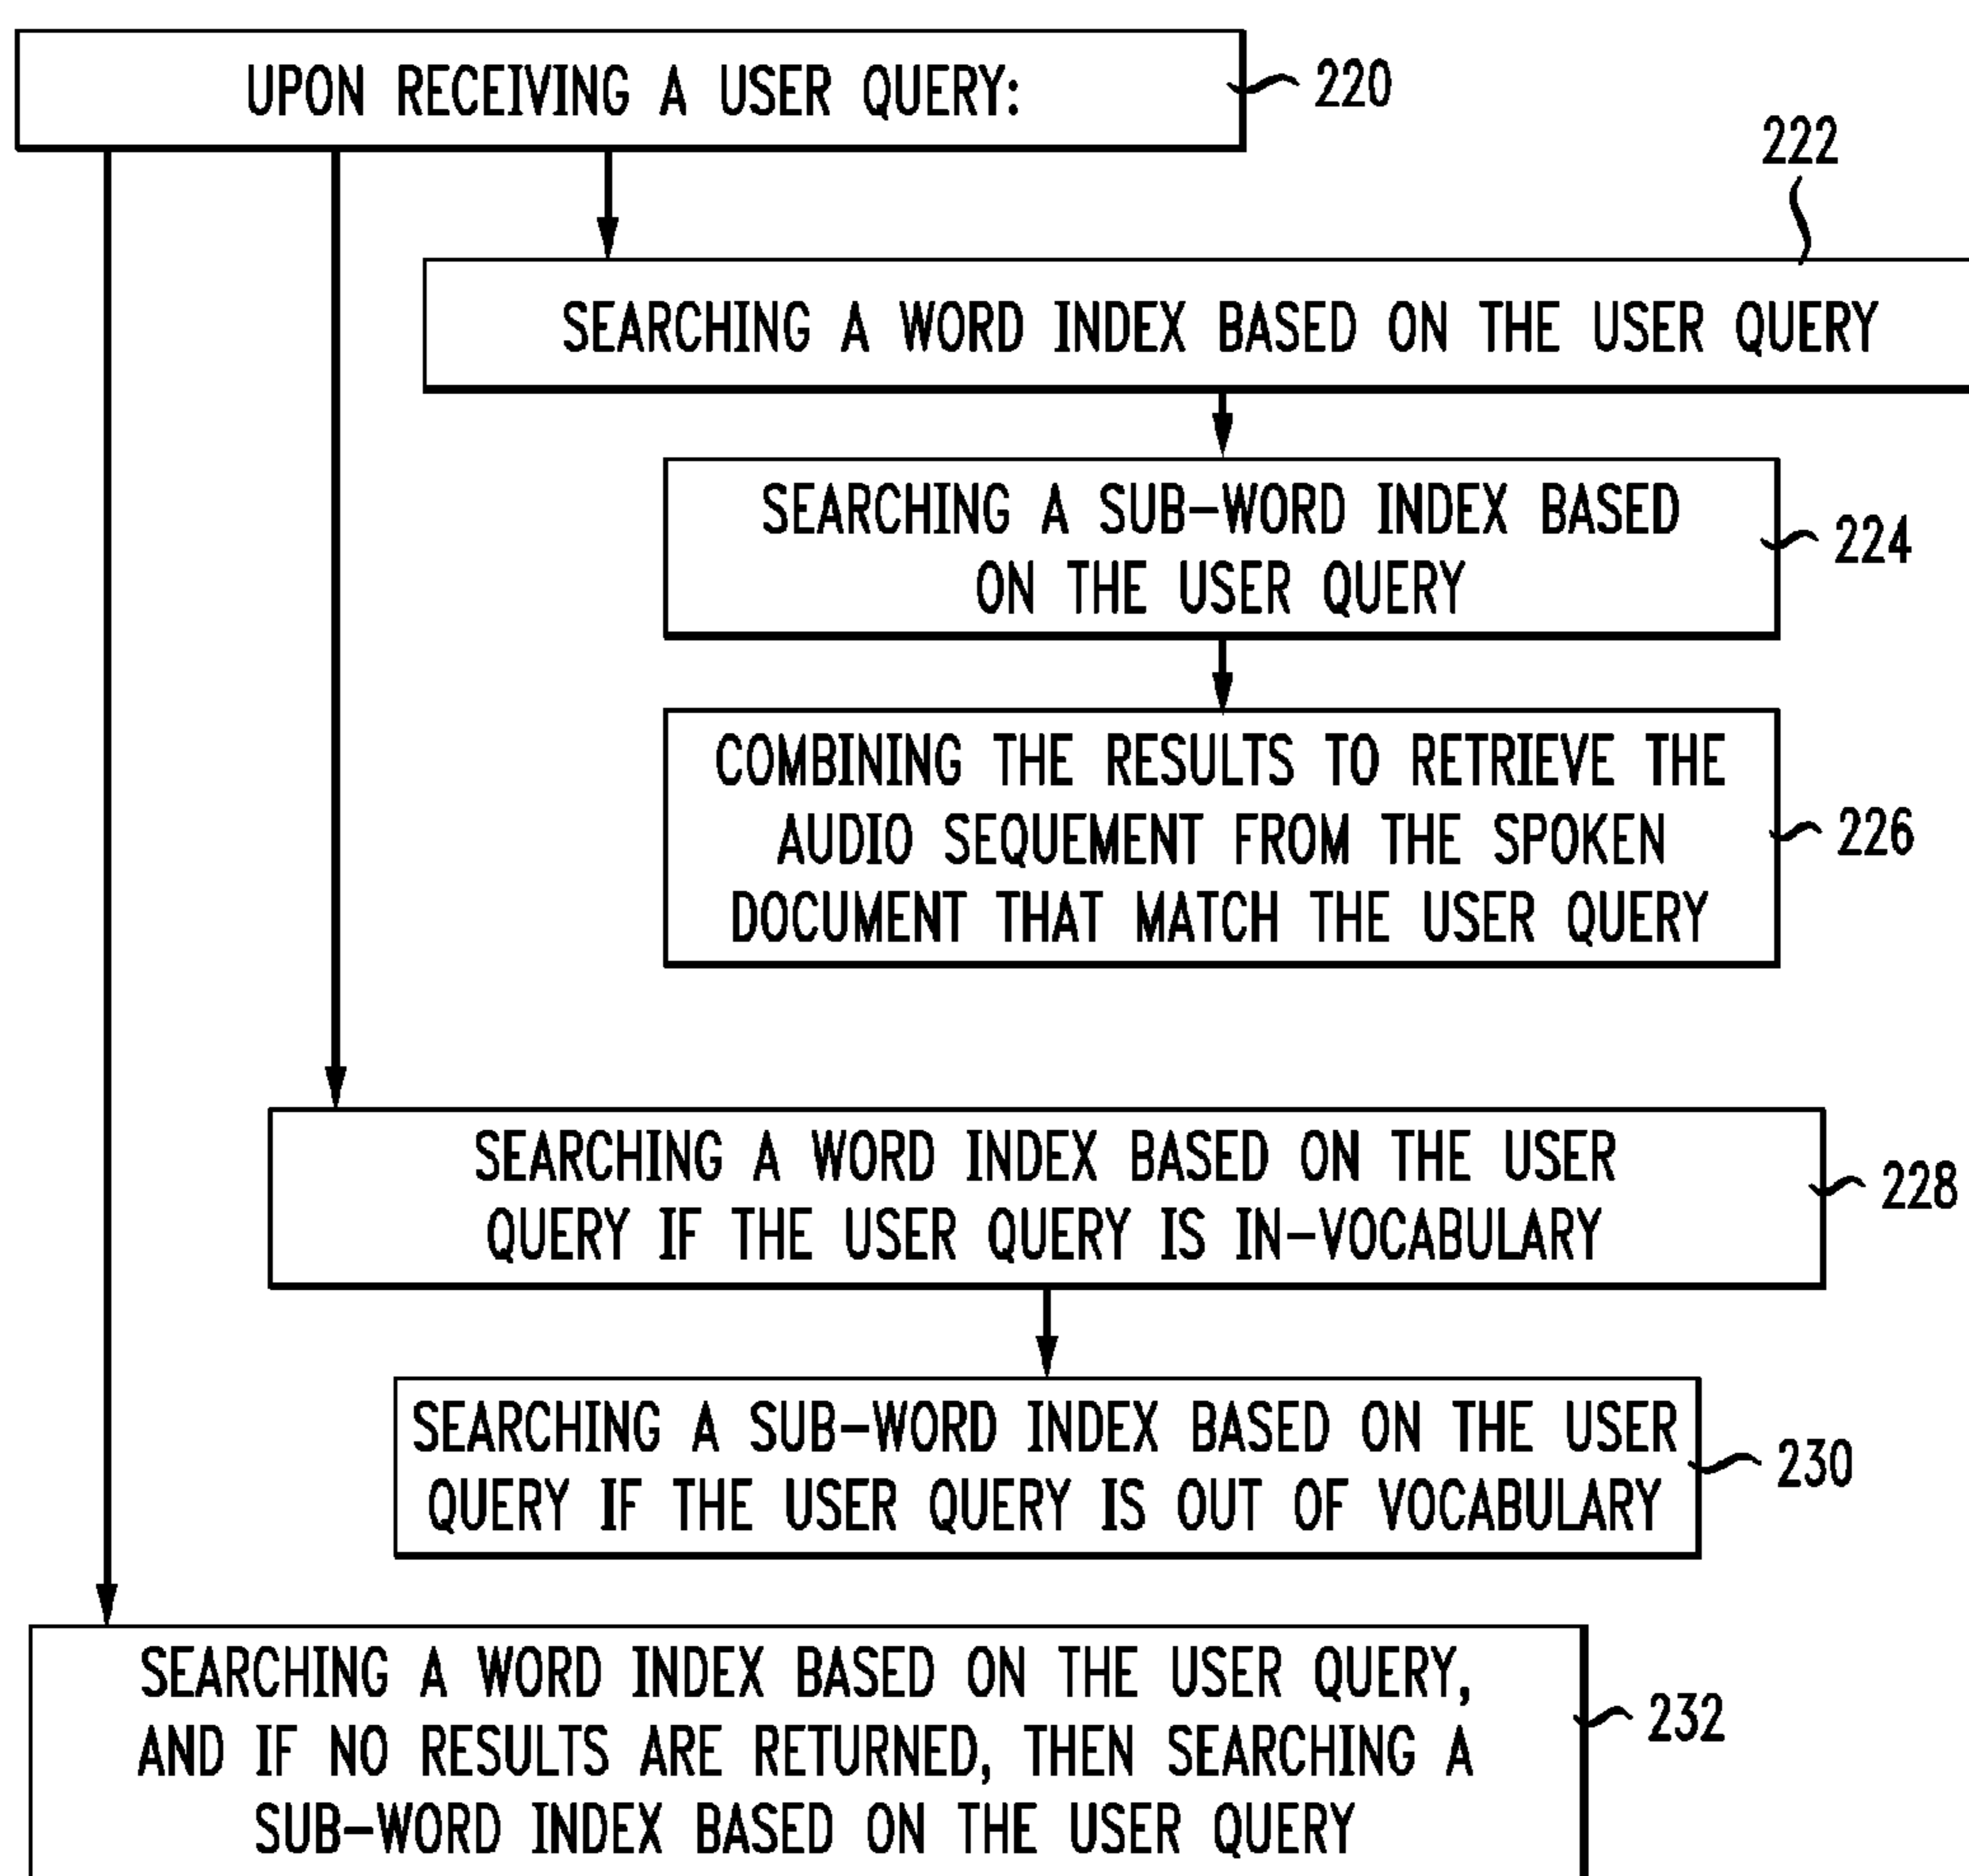 UPON RECEIVING A USER QUERY:
220
222
SEARCHING A WORD INDEX BASED ON THE USER QUERY
SEARCHING A SUB-WORD INDEX BASED
ON THE USER QUERY
224
COMBINING THE RESULTS TO RETRIEVE THE
AUDIO SEQUEMENT FROM THE SPOKEN
DOCUMENT THAT MATCH THE USER QUERY
226
SEARCHING A WORD INDEX BASED ON THE USER
QUERY IF THE USER QUERY IS IN-VOCABULARY
228
SEARCHING A SUB-WORD INDEX BASED ON THE USER
QUERY IF THE USER QUERY IS OUT OF VOCABULARY
230
SEARCHING A WORD INDEX BASED ON THE USER QUERY,
AND IF NO RESULTS ARE RETURNED, THEN SEARCHING A
SUB-WORD INDEX BASED ON THE USER QUERY
232